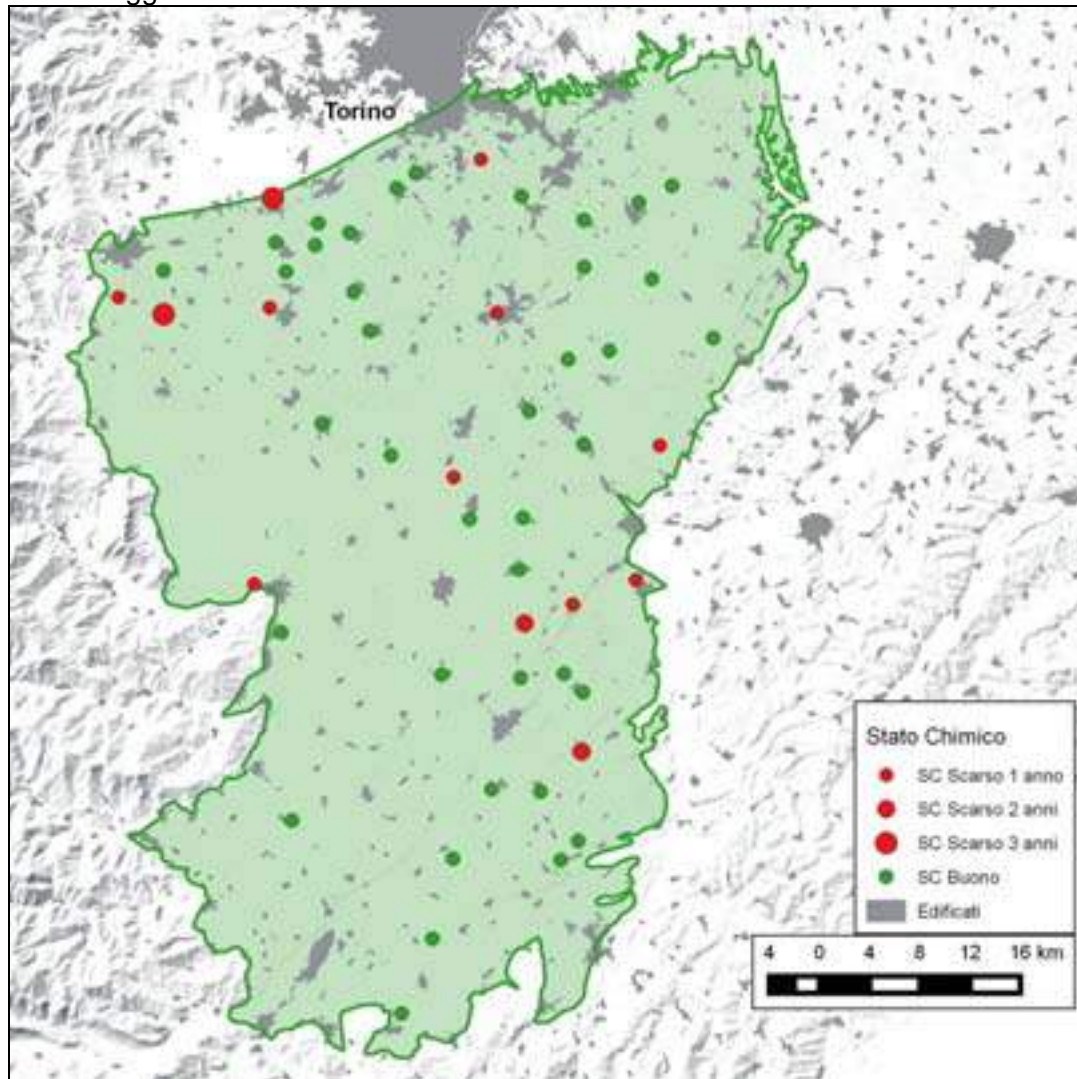 Torino
Stato Chimico
SC Scarso 1 anno
SC Scarso 2 anni
SC Scarso 3 anni
SC Buono
Edificati
4 0 4 8 12 16 km